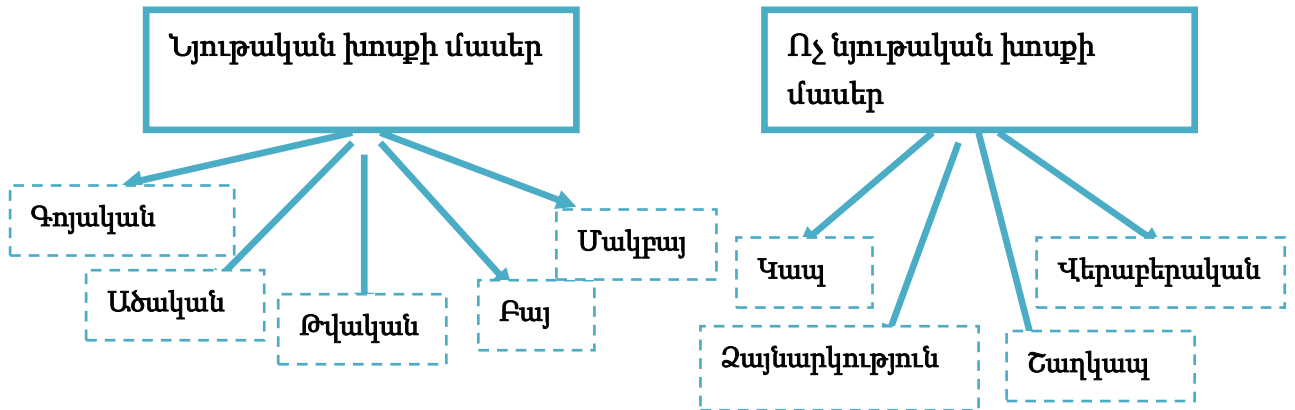 Նյութական խոսքի մասեր
Ոչ նյութական խոսքի
մասեր
Գոյական
Ածական
Թվական
Բայ
Մակբայ
Կապ
Ձայնարկություն
Շաղկապ
Վերաբերական